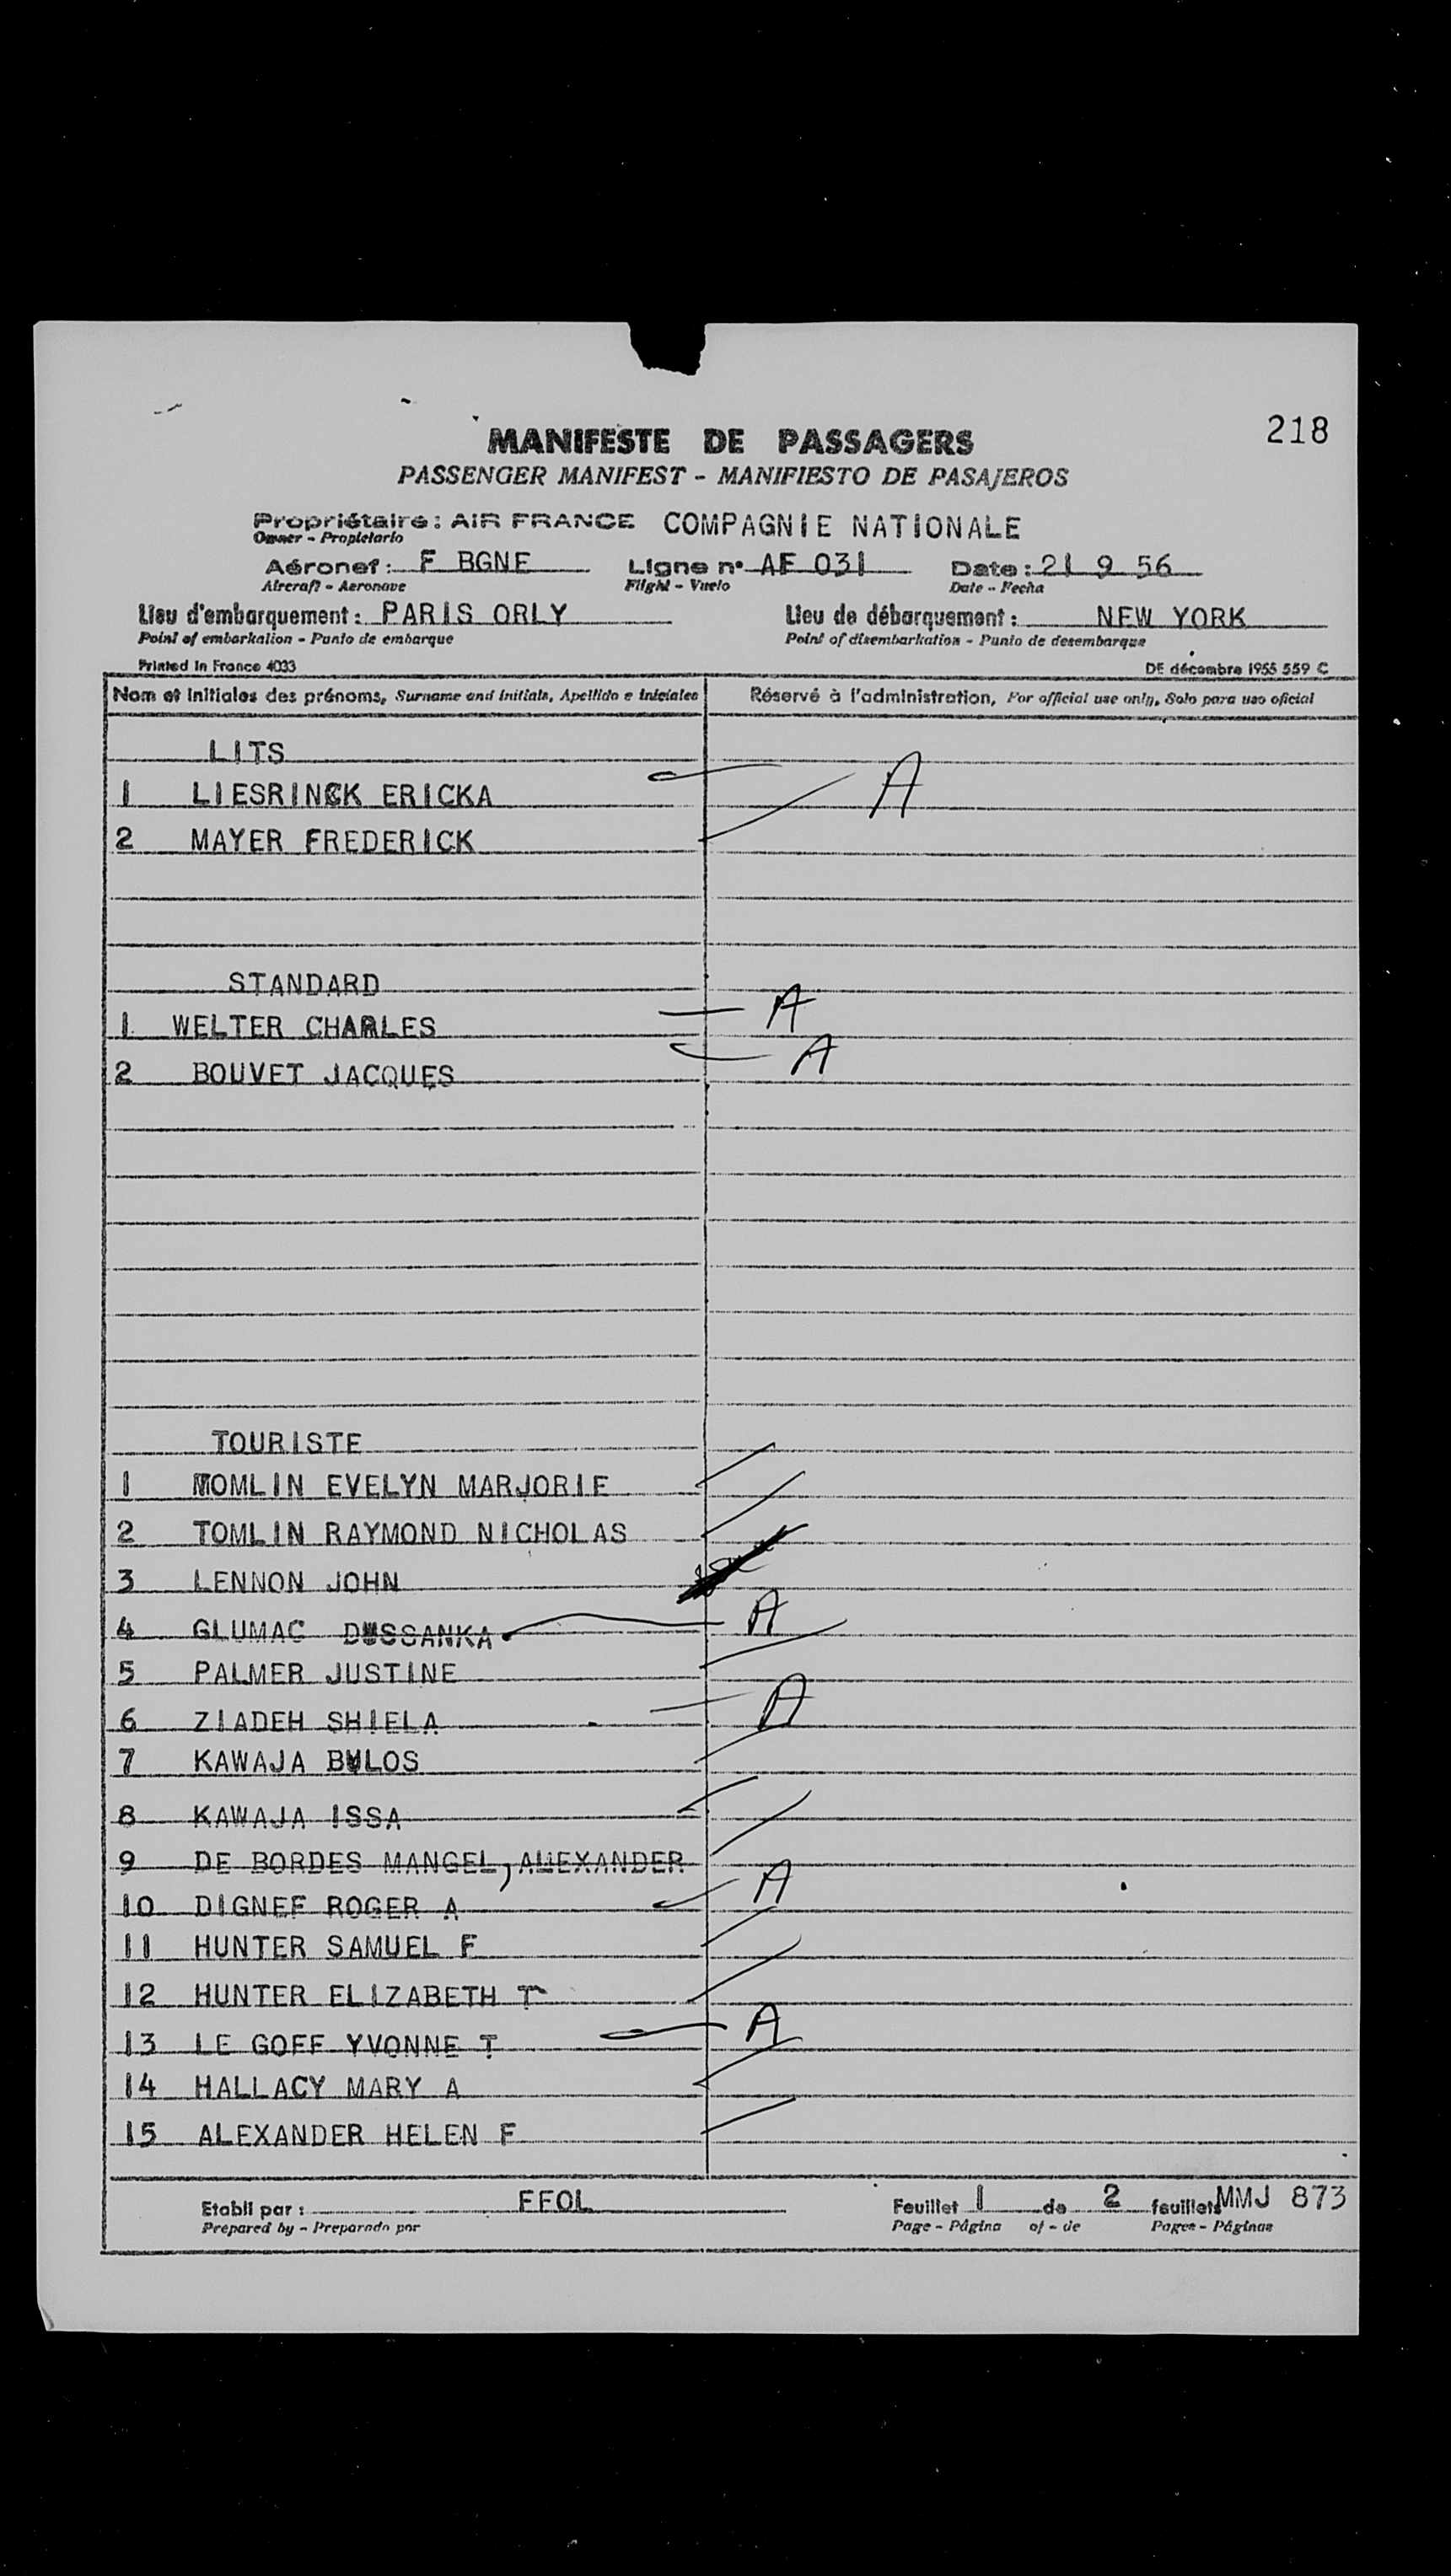 218
MANIFESTE DE PASSAGERS
PASSENGER MANIFEST - MANIFIESTO DE PASAJEROS
Propriétaire : AIR FRANCE COMPAGNIE NATIONALE
Owner - Propietario
Aéronef : F BGNE Ligne nº AF 031 Date : 21 9 56
Aircraft - Aeronave Flight - Vuelo Date - Fecha
Lieu d'embarquement : PARIS ORLY Lieu de débarquement : NEW YORK
Point of embarkation - Punto de embarque Point of disembarkation - Punto de desembarque
Printed in France 4033 DE décembre 1955 559 C
Nom et initiales des prénoms, Surname and initials, Apellido e iniciales Réservé à l'administration, For official use only, Solo para uso oficial
LITS
1 LIESRINCK ERICKA A
2 MAYER FREDERICK
STANDARD
1 WELTER CHARLES A
2 BOUVET JACQUES A
TOURISTE
1 TOMLIN EVELYN MARJORIE
2 TOMLIN RAYMOND NICHOLAS
3 LENNON JOHN
4 GLUMAC DUSSANKA A
5 PALMER JUSTINE
6 ZIADEH SHIELA A
7 KAWAJA BULOS
8 KAWAJA ISSA
9 DE BORDES MANGEL, ALEXANDER
10 DIGNEF ROGER A A
11 HUNTER SAMUEL F
12 HUNTER ELIZABETH T
13 LE GOFF YVONNE T A
14 HALLACY MARY A
15 ALEXANDER HELEN F
Etabli par : FFOL Feuillet 1 de 2 feuillets MMJ 873
Prepared by - Preparado por Page - Página of - de Pages - Páginas